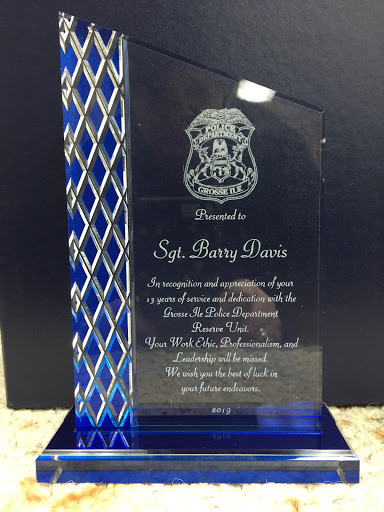 POLICE
DEPARTMENT
GROSSE ILE
Presented to
Sgt. Barry Davis
In recognition and appreciation of your
13 years of service and dedication with the
Grosse Ile Police Department
Reserve Unit.
Your Work Ethic, Professionalism, and
Leadership will be missed.
We wish you the best of luck in
your future endeavors.
2019